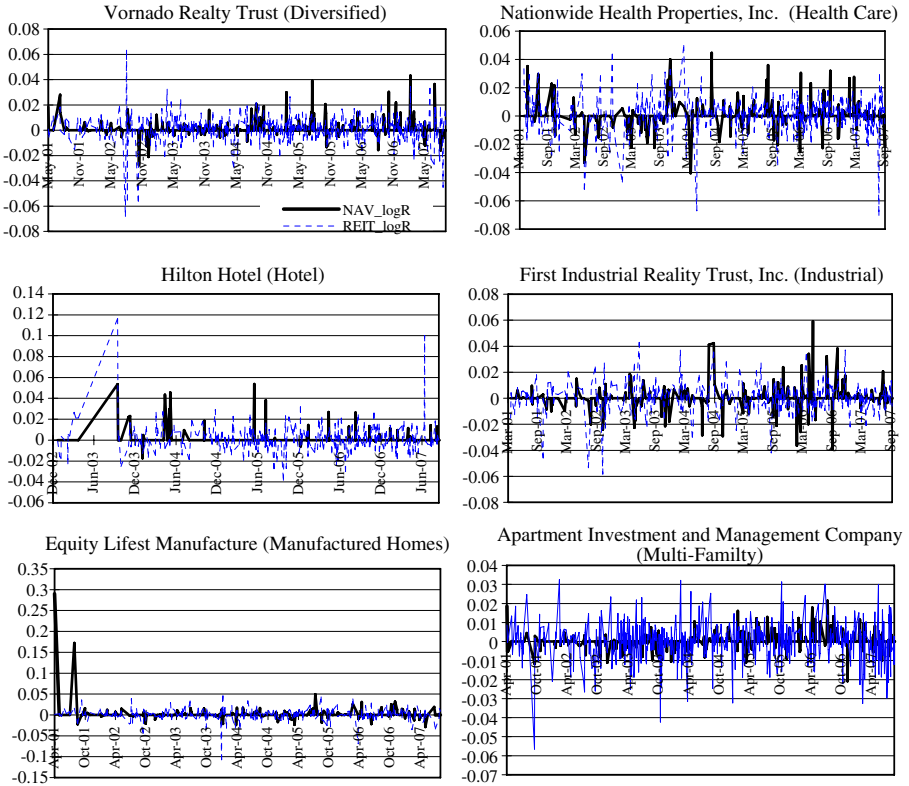 Vornado Realty Trust (Diversified)
0.08
0.06
0.04
0.02
0
-0.02
-0.04
-0.06
-0.08
May-01
Nov-01
May-02
Nov-02
May-03
Nov-03
May-04
Nov-04
May-05
Nov-05
May-06
Nov-06
May-07
NAV_logR
REIT_logR
Nationwide Health Properties, Inc. (Health Care)
0.06
0.04
0.02
0
-0.02
-0.04
-0.06
-0.08
Mar-01
Sep-01
Mar-02
Sep-02
Mar-03
Sep-03
Mar-04
Sep-04
Mar-05
Sep-05
Mar-06
Sep-06
Mar-07
Sep-07
Hilton Hotel (Hotel)
0.14
0.12
0.1
0.08
0.06
0.04
0.02
0
-0.02
-0.04
-0.06
Dec-02
Jun-03
Dec-03
Jun-04
Dec-04
Jun-05
Dec-05
Jun-06
Dec-06
Jun-07
First Industrial Reality Trust, Inc. (Industrial)
0.08
0.06
0.04
0.02
0
-0.02
-0.04
-0.06
-0.08
Mar-01
Sep-01
Mar-02
Sep-02
Mar-03
Sep-03
Mar-04
Sep-04
Mar-05
Sep-05
Mar-06
Sep-06
Mar-07
Sep-07
Equity Lifest Manufacture (Manufactured Homes)
0.35
0.3
0.25
0.2
0.15
0.1
0.05
0
-0.05
-0.1
-0.15
Apr-01
Oct-01
Apr-02
Oct-02
Apr-03
Oct-03
Apr-04
Oct-04
Apr-05
Oct-05
Apr-06
Oct-06
Apr-07
Apartment Investment and Management Company
(Multi-Familty)
0.04
0.03
0.02
0.01
0
-0.01
-0.02
-0.03
-0.04
-0.05
-0.06
-0.07
Apr-01
Oct-01
Apr-02
Oct-02
Apr-03
Oct-03
Apr-04
Oct-04
Apr-05
Oct-05
Apr-06
Oct-06
Apr-07